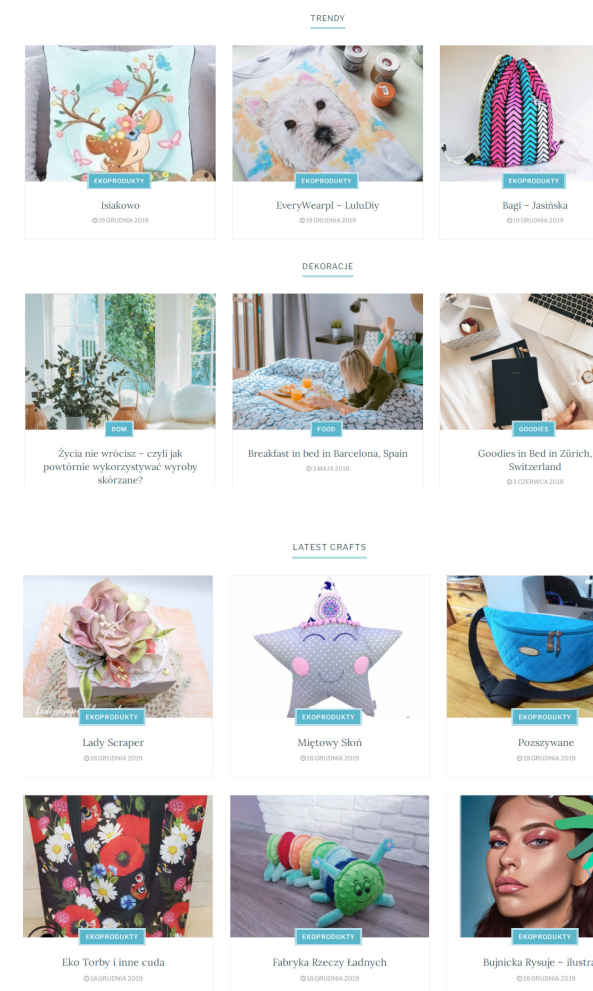 TRENDY
EKOPRODUKTY
EKOPRODUKTY
EKOPRODUKTY
Isiakowo
EveryWearpl – LuluDiy
Bagi – Jasińska
19 GRUDNIA 2019
19 GRUDNIA 2019
19 GRUDNIA 2019
DEKORACJE
DOM
FOOD
GOODIES
Życia nie wrócisz – czyli jak
powtórnie wykorzystywać wyroby
skórzane?
Breakfast in bed in Barcelona, Spain
3 MAJA 2018
Goodies in Bed in Zürich,
Switzerland
3 CZERWCA 2018
LATEST CRAFTS
EKOPRODUKTY
EKOPRODUKTY
EKOPRODUKTY
Lady Scraper
Miętowy Słoń
Pozszywane
18 GRUDNIA 2019
18 GRUDNIA 2019
18 GRUDNIA 2019
EKOPRODUKTY
EKOPRODUKTY
EKOPRODUKTY
Eko Torby i inne cuda
Fabryka Rzeczy Ładnych
Bujnicka Rysuje – ilustra
18 GRUDNIA 2019
18 GRUDNIA 2019
18 GRUDNIA 2019